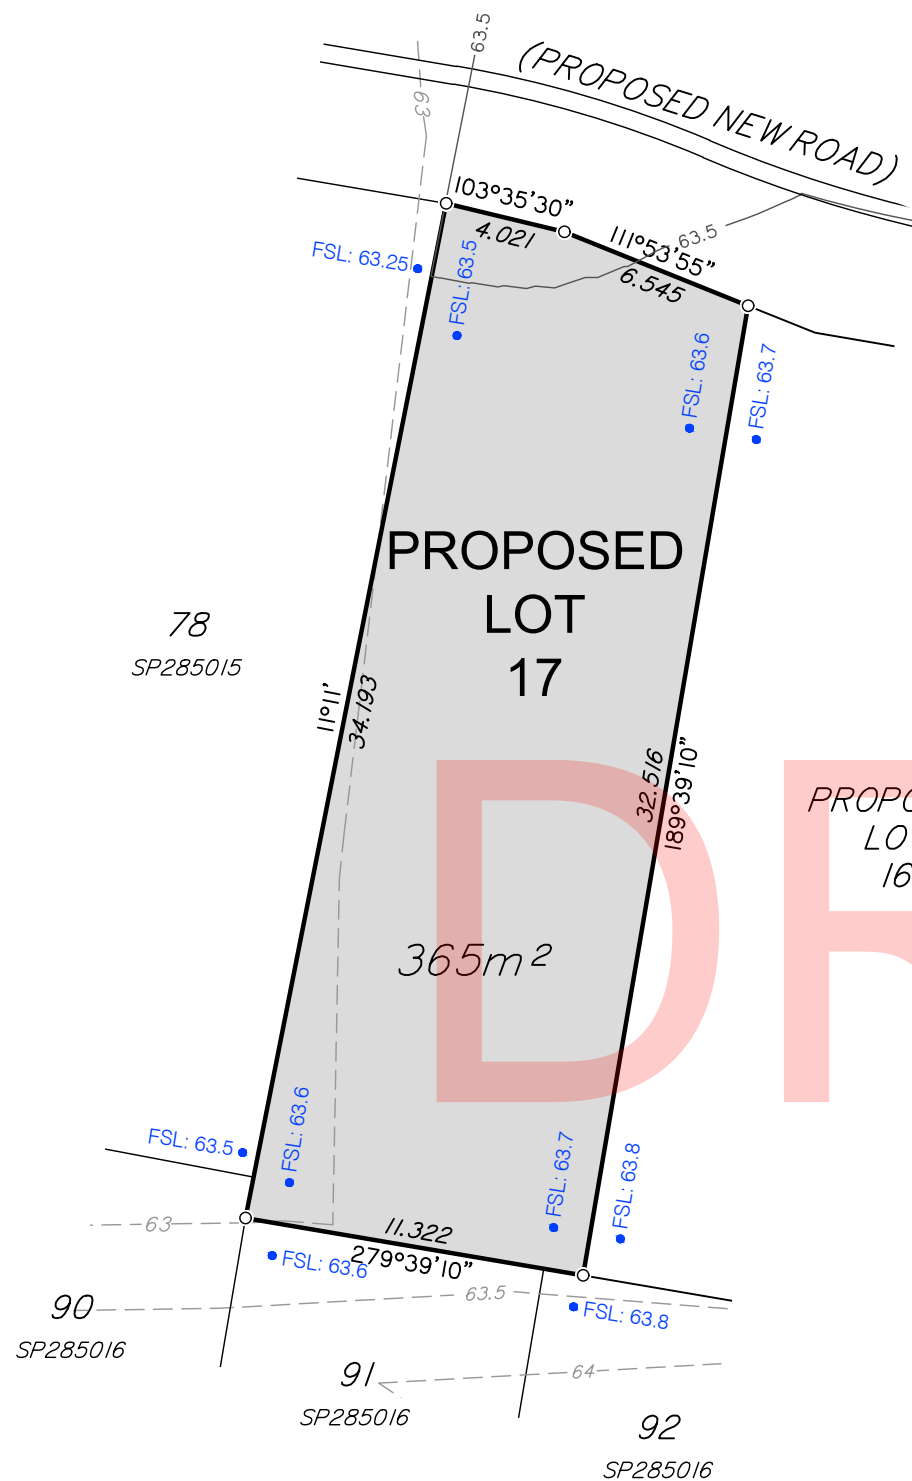 63.5
(PROPOSED NEW ROAD)
63
103°35'30"
4.021
111°53'55"
63.5
6.545
FSL: 63.25
FSL: 63.5
FSL: 63.6
FSL: 63.7
PROPOSED
LOT
17
78
SP285015
11°11'
34.193
32.516
189°39'10"
PROPO
LO
16
365m²
DR
FSL: 63.5
FSL: 63.6
FSL: 63.7
FSL: 63.8
63
11.322
279°39'10"
FSL: 63.6
63.5
FSL: 63.8
90
SP285016
64
91
SP285016
92
SP285016